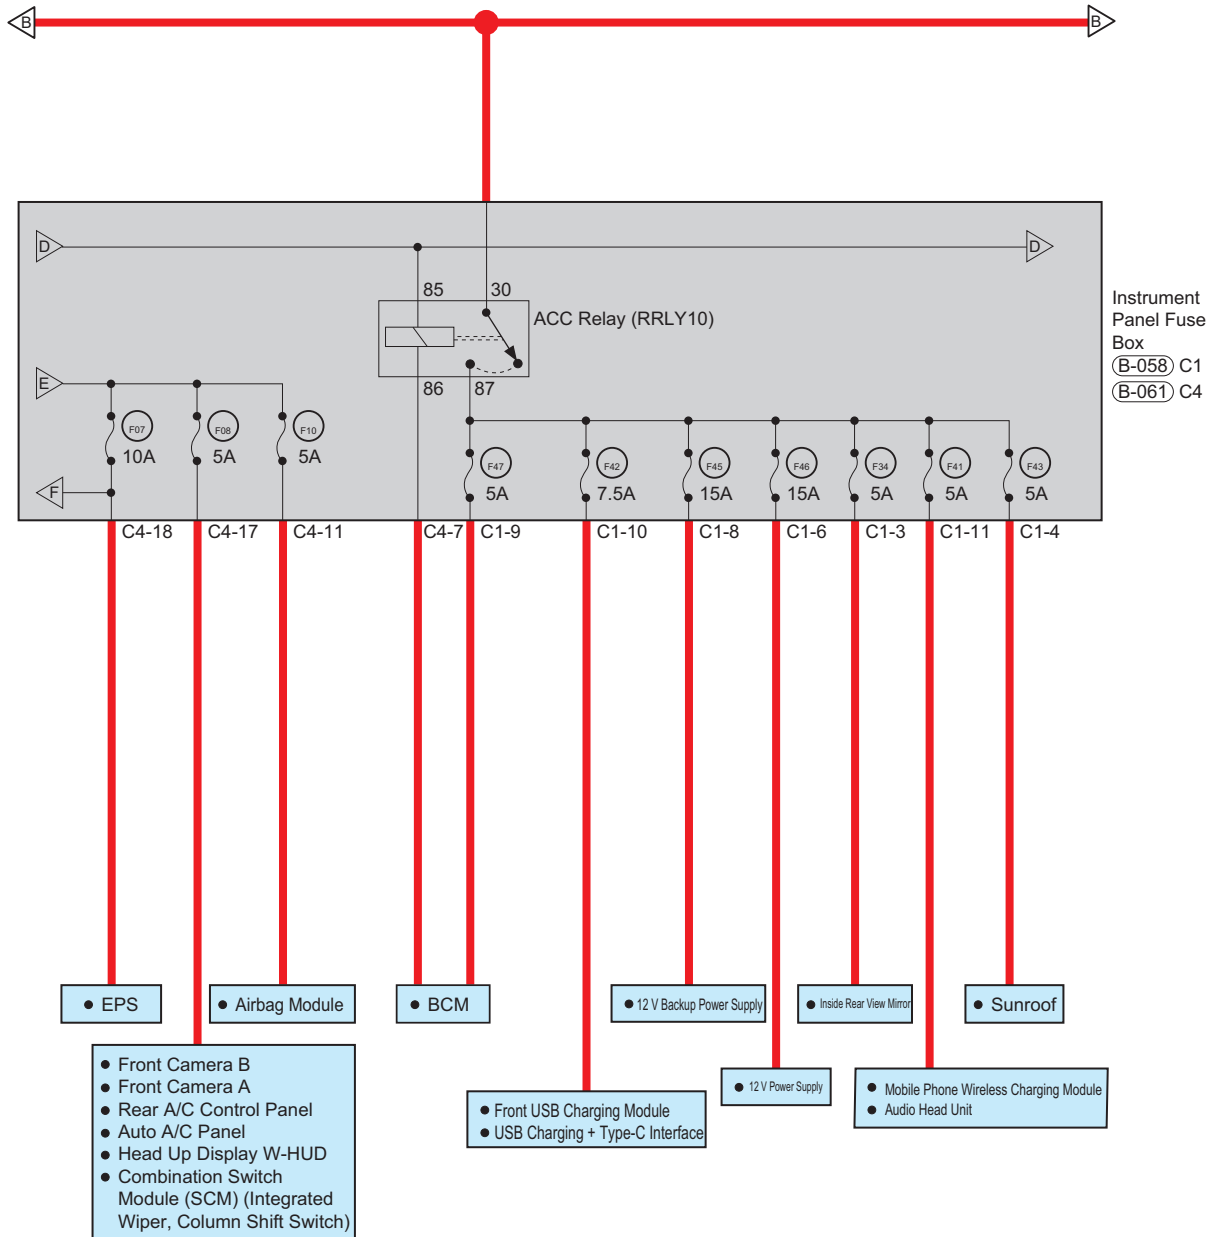 B
B
D
D
85
30
ACC Relay (RRLY10)
Instrument
Panel Fuse
Box
B-058 C1
B-061 C4
86
87
E
F07
10A
F08
5A
F10
5A
F47
5A
F42
7.5A
F45
15A
F46
15A
F34
5A
F41
5A
F43
5A
F
C4-18
C4-17
C4-11
C4-7
C1-9
C1-10
C1-8
C1-6
C1-3
C1-11
C1-4
• EPS
• Airbag Module
• BCM
• 12 V Backup Power Supply
• Inside Rear View Mirror
• Sunroof
• Front Camera B
• Front Camera A
• Rear A/C Control Panel
• Auto A/C Panel
• Head Up Display W-HUD
• Combination Switch
Module (SCM) (Integrated
Wiper, Column Shift Switch)
• Front USB Charging Module
• USB Charging + Type-C Interface
• 12 V Power Supply
• Mobile Phone Wireless Charging Module
• Audio Head Unit